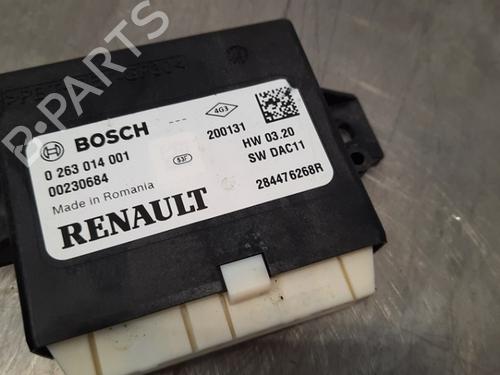 B-PARTS
BOSCH
---
4G3
200131
0 263 014 001
HW 03.20
00230684
83F
SW DAC11
Made in Romania
284476268R
RENAULT